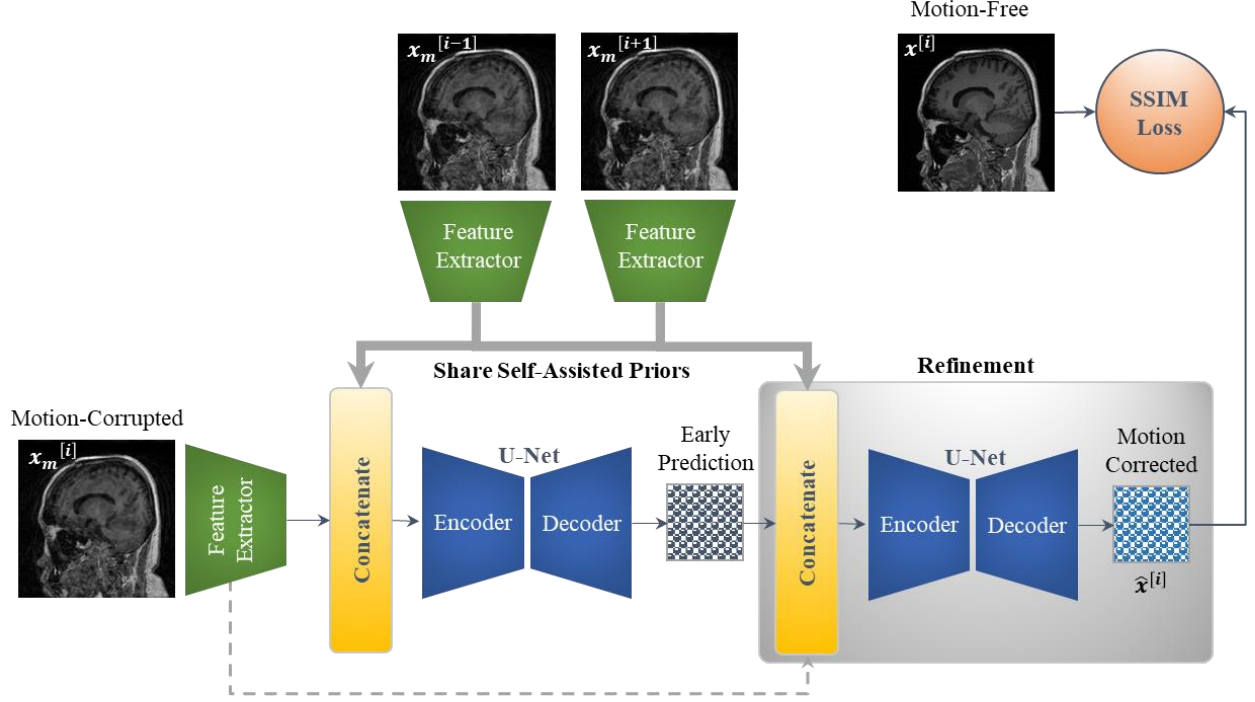 Motion-Free
x_m^[i−1]
x_m^[i+1]
x^[i]
SSIM
Loss
Feature
Extractor
Feature
Extractor
Share Self-Assisted Priors
Refinement
Motion-Corrupted
x_m^[i]
Feature
Extractor
Concatenate
U-Net
Encoder
Decoder
Early
Prediction
Concatenate
U-Net
Encoder
Decoder
Motion
Corrected
x̂^[i]